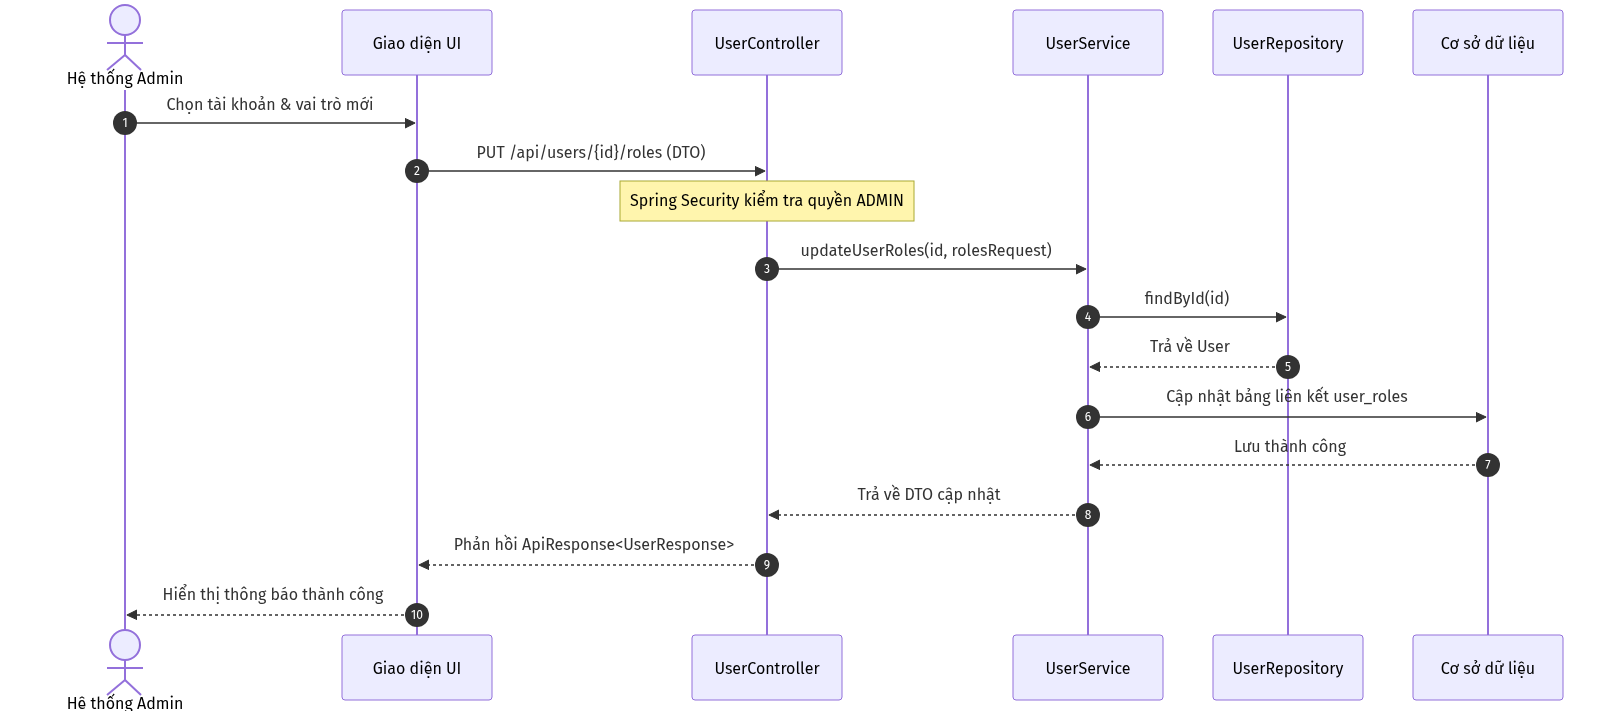 Hệ thống Admin
Giao diện UI
UserController
UserService
UserRepository
Cơ sở dữ liệu
Chọn tài khoản & vai trò mới
1
PUT /api/users/{id}/roles (DTO)
2
Spring Security kiểm tra quyền ADMIN
updateUserRoles(id, rolesRequest)
3
findById(id)
4
Trả về User
5
Cập nhật bảng liên kết user_roles
6
Lưu thành công
7
Trả về DTO cập nhật
8
Phản hồi ApiResponse<UserResponse>
9
Hiển thị thông báo thành công
10
Hệ thống Admin
Giao diện UI
UserController
UserService
UserRepository
Cơ sở dữ liệu